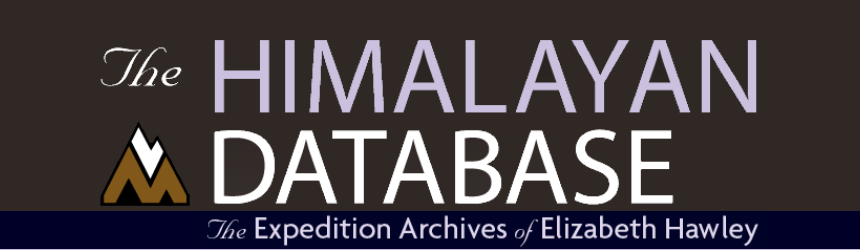 The HIMALAYAN
DATABASE
The Expedition Archives of Elizabeth Hawley